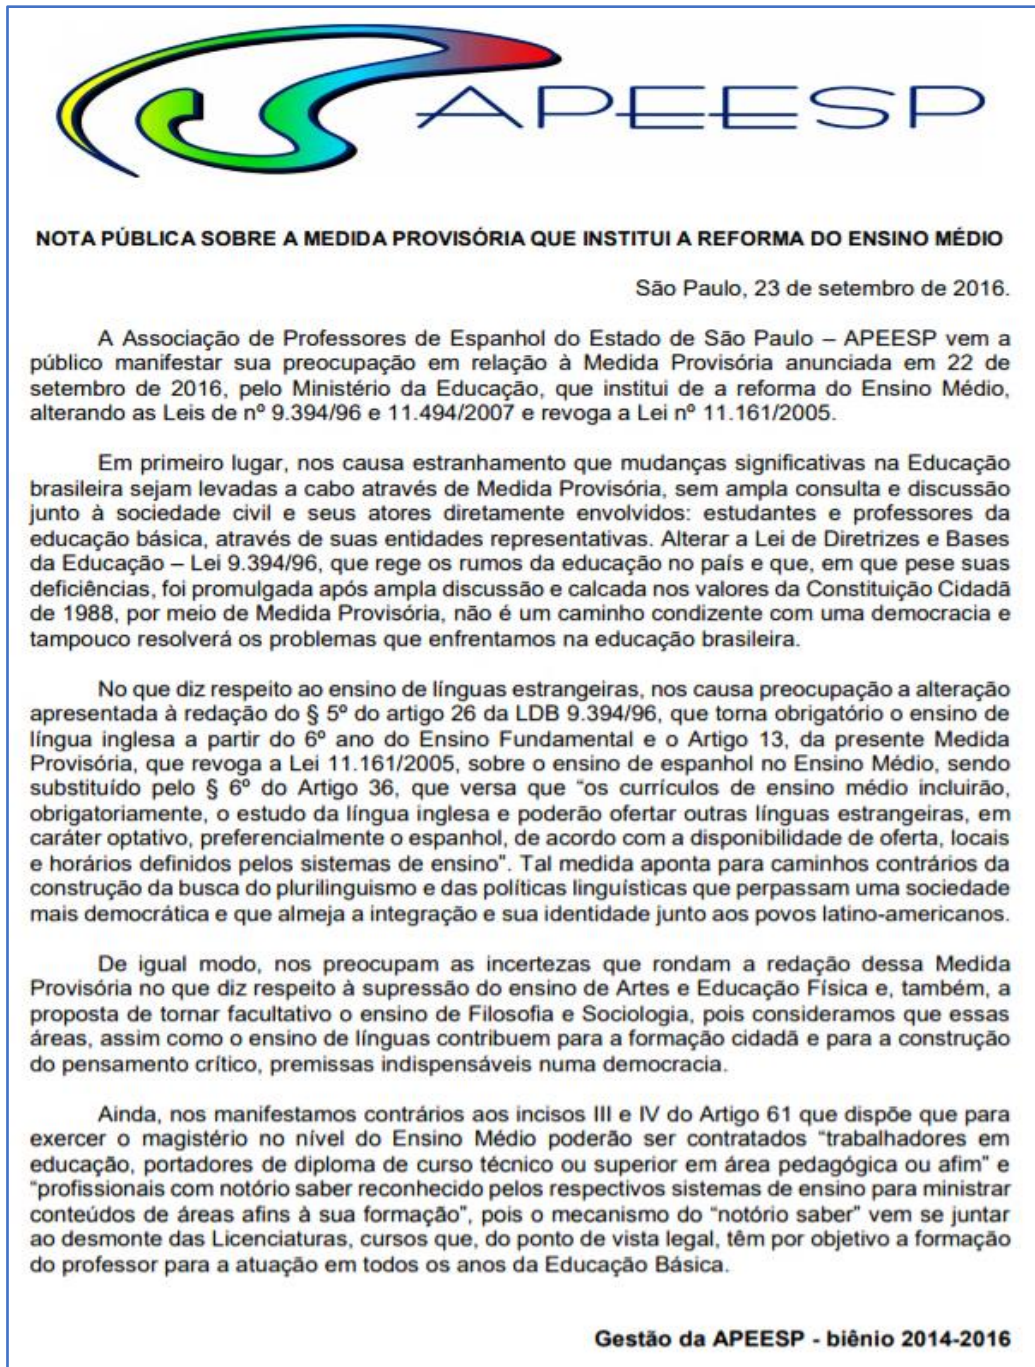 APEESP
NOTA PÚBLICA SOBRE A MEDIDA PROVISÓRIA QUE INSTITUI A REFORMA DO ENSINO MÉDIO
São Paulo, 23 de setembro de 2016.
A Associação de Professores de Espanhol do Estado de São Paulo – APEESP vem a
público manifestar sua preocupação em relação à Medida Provisória anunciada em 22 de
setembro de 2016, pelo Ministério da Educação, que institui de a reforma do Ensino Médio,
alterando as Leis de nº 9.394/96 e 11.494/2007 e revoga a Lei nº 11.161/2005.
Em primeiro lugar, nos causa estranhamento que mudanças significativas na Educação
brasileira sejam levadas a cabo através de Medida Provisória, sem ampla consulta e discussão
junto à sociedade civil e seus atores diretamente envolvidos: estudantes e professores da
educação básica, através de suas entidades representativas. Alterar a Lei de Diretrizes e Bases
da Educação – Lei 9.394/96, que rege os rumos da educação no país e que, em que pese suas
deficiências, foi promulgada após ampla discussão e calcada nos valores da Constituição Cidadã
de 1988, por meio de Medida Provisória, não é um caminho condizente com uma democracia e
tampouco resolverá os problemas que enfrentamos na educação brasileira.
No que diz respeito ao ensino de línguas estrangeiras, nos causa preocupação a alteração
apresentada à redação do § 5º do artigo 26 da LDB 9.394/96, que torna obrigatório o ensino de
língua inglesa a partir do 6º ano do Ensino Fundamental e o Artigo 13, da presente Medida
Provisória, que revoga a Lei 11.161/2005, sobre o ensino de espanhol no Ensino Médio, sendo
substituído pelo § 6º do Artigo 36, que versa que “os currículos de ensino médio incluirão,
obrigatoriamente, o estudo da língua inglesa e poderão ofertar outras línguas estrangeiras, em
caráter optativo, preferencialmente o espanhol, de acordo com a disponibilidade de oferta, locais
e horários definidos pelos sistemas de ensino”. Tal medida aponta para caminhos contrários da
construção da busca do plurilinguismo e das políticas linguísticas que perpassam uma sociedade
mais democrática e que almeja a integração e sua identidade junto aos povos latino-americanos.
De igual modo, nos preocupam as incertezas que rondam a redação dessa Medida
Provisória no que diz respeito à supressão do ensino de Artes e Educação Física e, também, a
proposta de tornar facultativo o ensino de Filosofia e Sociologia, pois consideramos que essas
áreas, assim como o ensino de línguas contribuem para a formação cidadã e para a construção
do pensamento crítico, premissas indispensáveis numa democracia.
Ainda, nos manifestamos contrários aos incisos III e IV do Artigo 61 que dispõe que para
exercer o magistério no nível do Ensino Médio poderão ser contratados “trabalhadores em
educação, portadores de diploma de curso técnico ou superior em área pedagógica ou afim” e
“profissionais com notório saber reconhecido pelos respectivos sistemas de ensino para ministrar
conteúdos de áreas afins à sua formação”, pois o mecanismo do “notório saber” vem se juntar
ao desmonte das Licenciaturas, cursos que, do ponto de vista legal, têm por objetivo a formação
do professor para a atuação em todos os anos da Educação Básica.
Gestão da APEESP - biênio 2014-2016